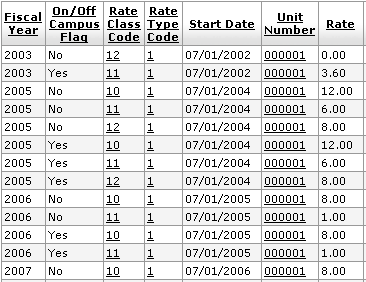 Fiscal Year On/Off Campus Flag Rate Class Code Rate Type Code Start Date Unit Number Rate
2003 No 12 1 07/01/2002 000001 0.00
2003 Yes 11 1 07/01/2002 000001 3.60
2005 No 10 1 07/01/2004 000001 12.00
2005 No 11 1 07/01/2004 000001 6.00
2005 No 12 1 07/01/2004 000001 8.00
2005 Yes 10 1 07/01/2004 000001 12.00
2005 Yes 11 1 07/01/2004 000001 6.00
2005 Yes 12 1 07/01/2004 000001 8.00
2006 No 10 1 07/01/2005 000001 8.00
2006 No 11 1 07/01/2005 000001 1.00
2006 Yes 10 1 07/01/2005 000001 8.00
2006 Yes 11 1 07/01/2005 000001 1.00
2007 No 10 1 07/01/2006 000001 8.00